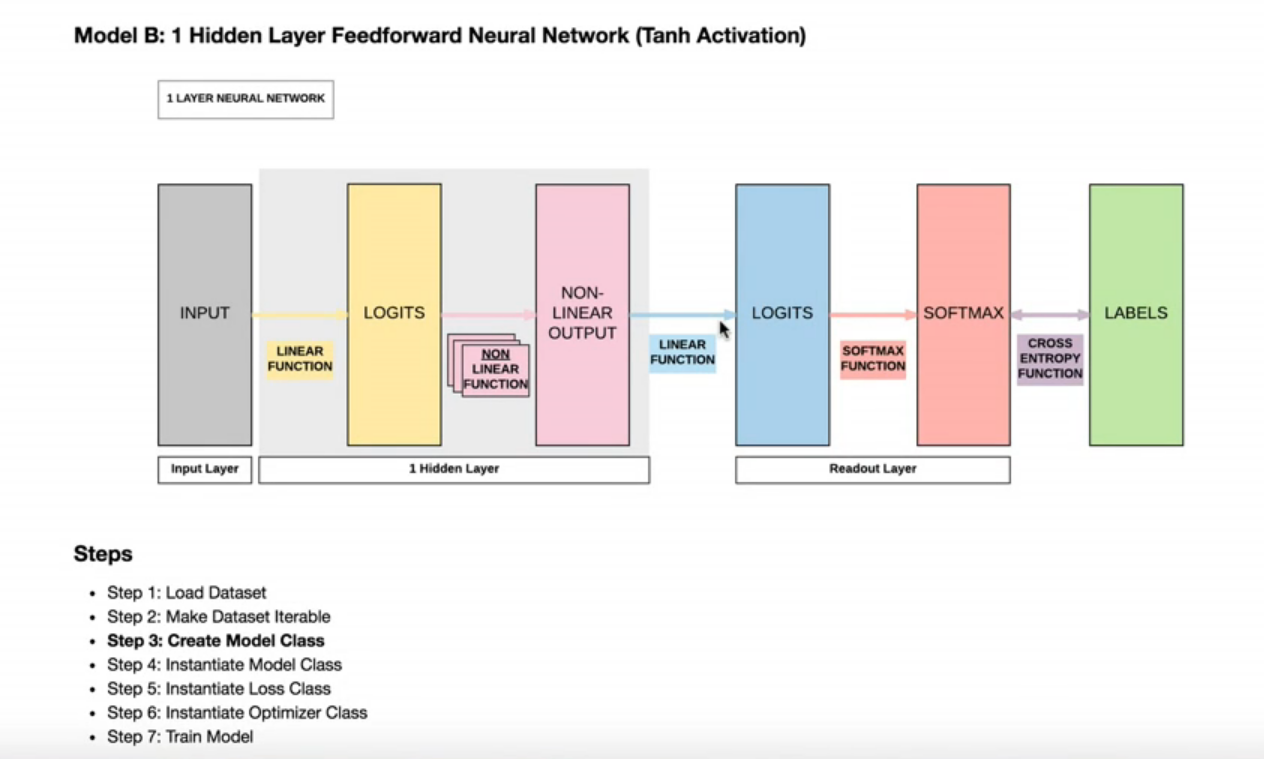 Model B: 1 Hidden Layer Feedforward Neural Network (Tanh Activation)
1 LAYER NEURAL NETWORK
INPUT
LINEAR
FUNCTION
LOGITS
NON
LINEAR
FUNCTION
NON-
LINEAR
OUTPUT
LINEAR
FUNCTION
LOGITS
SOFTMAX
FUNCTION
SOFTMAX
CROSS
ENTROPY
FUNCTION
LABELS
Input Layer
1 Hidden Layer
Readout Layer
Steps
• Step 1: Load Dataset
• Step 2: Make Dataset Iterable
• Step 3: Create Model Class
• Step 4: Instantiate Model Class
• Step 5: Instantiate Loss Class
• Step 6: Instantiate Optimizer Class
• Step 7: Train Model